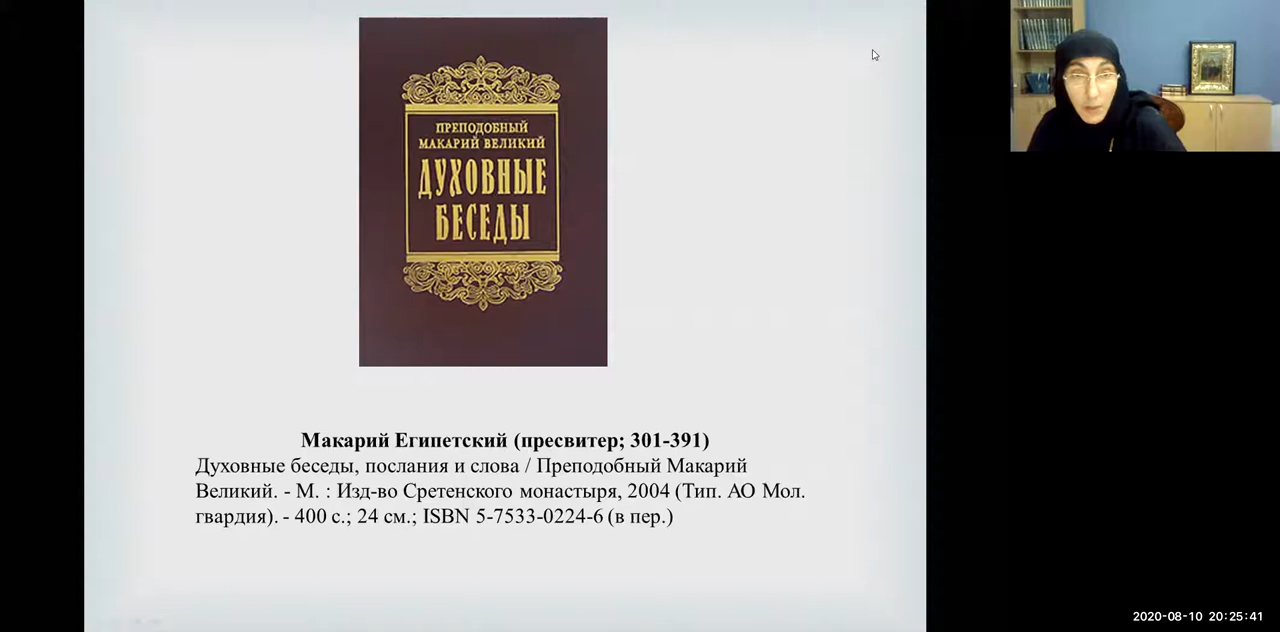 ПРЕПОДОБНЫЙ
МАКАРИЙ ВЕЛИКИЙ
ДУХОВНЫЕ
БЕСЕДЫ
Макарий Египетский (пресвитер; 301-391)
Духовные беседы, послания и слова / Преподобный Макарий
Великий. - М. : Изд-во Сретенского монастыря, 2004 (Тип. АО Мол.
гвардия). - 400 с.; 24 см.; ISBN 5-7533-0224-6 (в пер.)
2020-08-10 20:25:41